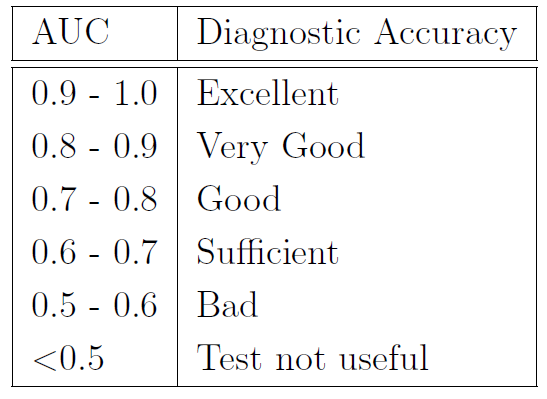 AUC Diagnostic Accuracy
0.9 - 1.0 Excellent
0.8 - 0.9 Very Good
0.7 - 0.8 Good
0.6 - 0.7 Sufficient
0.5 - 0.6 Bad
<0.5 Test not useful